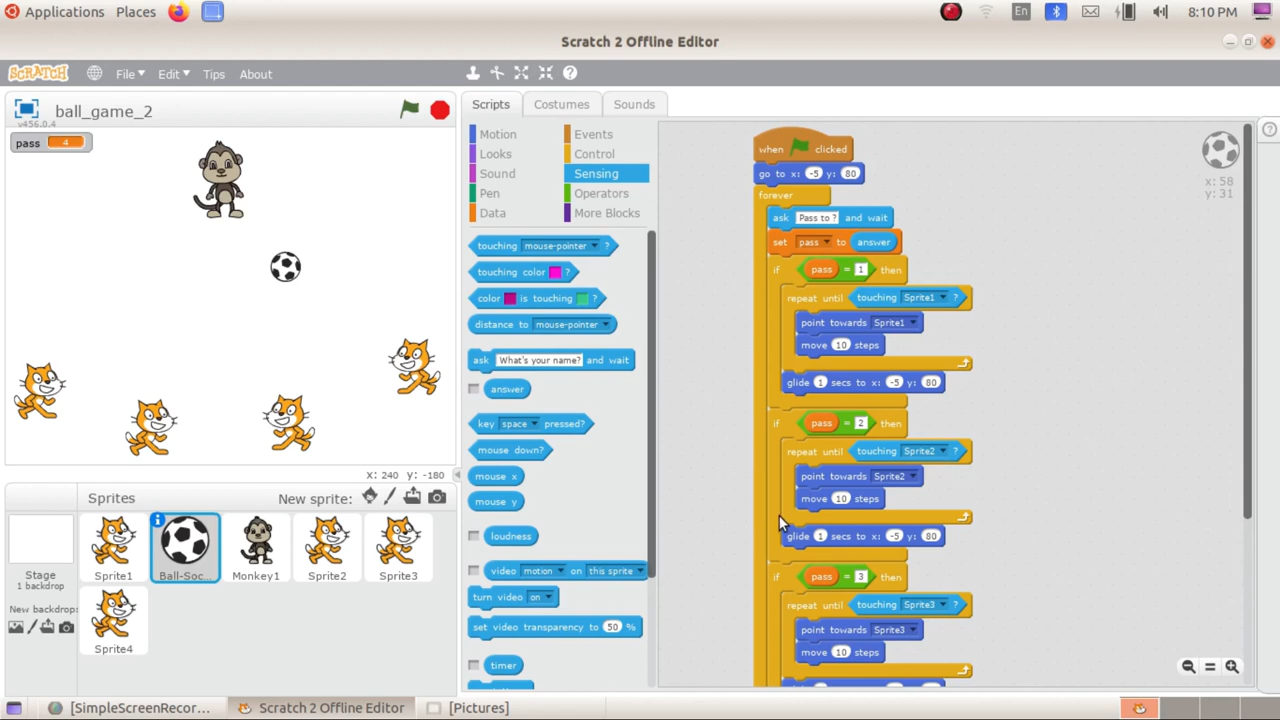 Applications Places En 8:10 PM
Scratch 2 Offline Editor
SCRATCH File Edit Tips About
ball_game_2
v456.0.4
pass 4
x: 240 y: -180
Sprites New sprite:
Stage
1 backdrop
New backdrop:
Sprite1 Ball-Soc... Monkey1 Sprite2 Sprite3
Sprite4
Scripts Costumes Sounds
Motion Events
Looks Control
Sound Sensing
Pen Operators
Data More Blocks
touching mouse-pointer ?
touching color ?
color is touching ?
distance to mouse-pointer
ask What's your name? and wait
answer
key space pressed?
mouse down?
mouse x
mouse y
loudness
video motion on this sprite
turn video on
set video transparency to 50 %
timer
x: 58
y: 31
when clicked
go to x: -5 y: 80
forever
ask Pass to ? and wait
set pass to answer
if pass = 1 then
repeat until touching Sprite1 ?
point towards Sprite1
move 10 steps
glide 1 secs to x: -5 y: 80
if pass = 2 then
repeat until touching Sprite2 ?
point towards Sprite2
move 10 steps
glide 1 secs to x: -5 y: 80
if pass = 3 then
repeat until touching Sprite3 ?
point towards Sprite3
move 10 steps
[SimpleScreenRecor... Scratch 2 Offline Editor [Pictures]